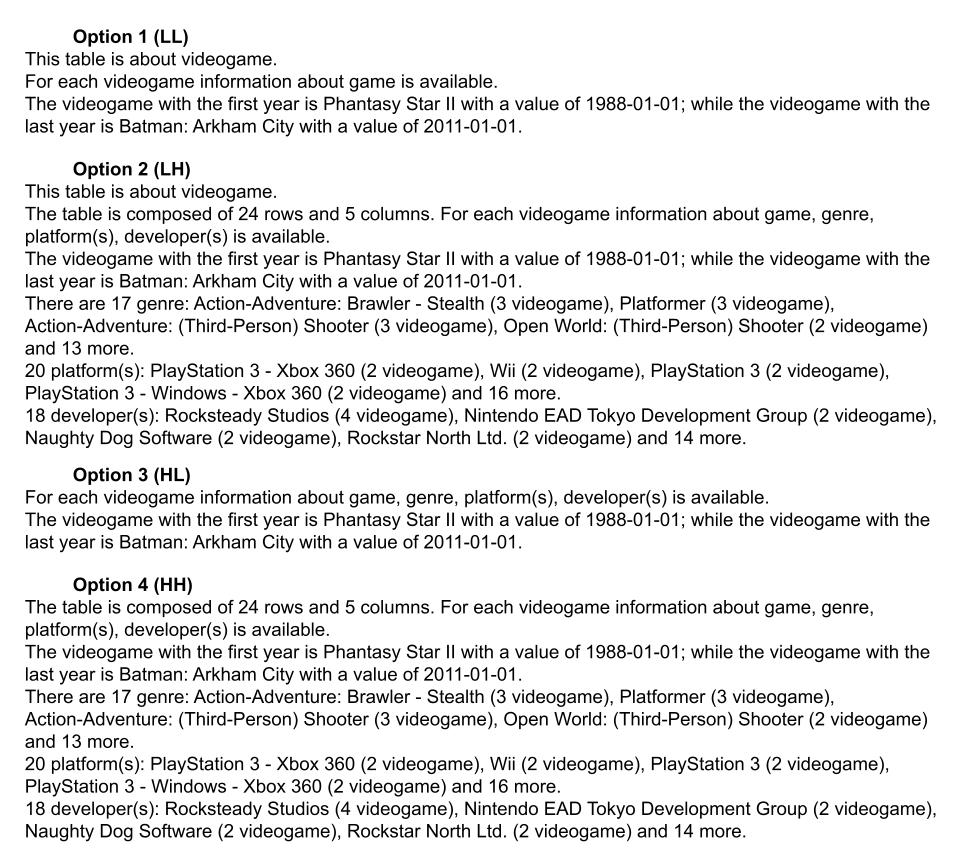 Option 1 (LL)
This table is about videogame.
For each videogame information about game is available.
The videogame with the first year is Phantasy Star II with a value of 1988-01-01; while the videogame with the
last year is Batman: Arkham City with a value of 2011-01-01.
Option 2 (LH)
This table is about videogame.
The table is composed of 24 rows and 5 columns. For each videogame information about game, genre,
platform(s), developer(s) is available.
The videogame with the first year is Phantasy Star II with a value of 1988-01-01; while the videogame with the
last year is Batman: Arkham City with a value of 2011-01-01.
There are 17 genre: Action-Adventure: Brawler - Stealth (3 videogame), Platformer (3 videogame),
Action-Adventure: (Third-Person) Shooter (3 videogame), Open World: (Third-Person) Shooter (2 videogame)
and 13 more.
20 platform(s): PlayStation 3 - Xbox 360 (2 videogame), Wii (2 videogame), PlayStation 3 (2 videogame),
PlayStation 3 - Windows - Xbox 360 (2 videogame) and 16 more.
18 developer(s): Rocksteady Studios (4 videogame), Nintendo EAD Tokyo Development Group (2 videogame),
Naughty Dog Software (2 videogame), Rockstar North Ltd. (2 videogame) and 14 more.
Option 3 (HL)
For each videogame information about game, genre, platform(s), developer(s) is available.
The videogame with the first year is Phantasy Star II with a value of 1988-01-01; while the videogame with the
last year is Batman: Arkham City with a value of 2011-01-01.
Option 4 (HH)
The table is composed of 24 rows and 5 columns. For each videogame information about game, genre,
platform(s), developer(s) is available.
The videogame with the first year is Phantasy Star II with a value of 1988-01-01; while the videogame with the
last year is Batman: Arkham City with a value of 2011-01-01.
There are 17 genre: Action-Adventure: Brawler - Stealth (3 videogame), Platformer (3 videogame),
Action-Adventure: (Third-Person) Shooter (3 videogame), Open World: (Third-Person) Shooter (2 videogame)
and 13 more.
20 platform(s): PlayStation 3 - Xbox 360 (2 videogame), Wii (2 videogame), PlayStation 3 (2 videogame),
PlayStation 3 - Windows - Xbox 360 (2 videogame) and 16 more.
18 developer(s): Rocksteady Studios (4 videogame), Nintendo EAD Tokyo Development Group (2 videogame),
Naughty Dog Software (2 videogame), Rockstar North Ltd. (2 videogame) and 14 more.